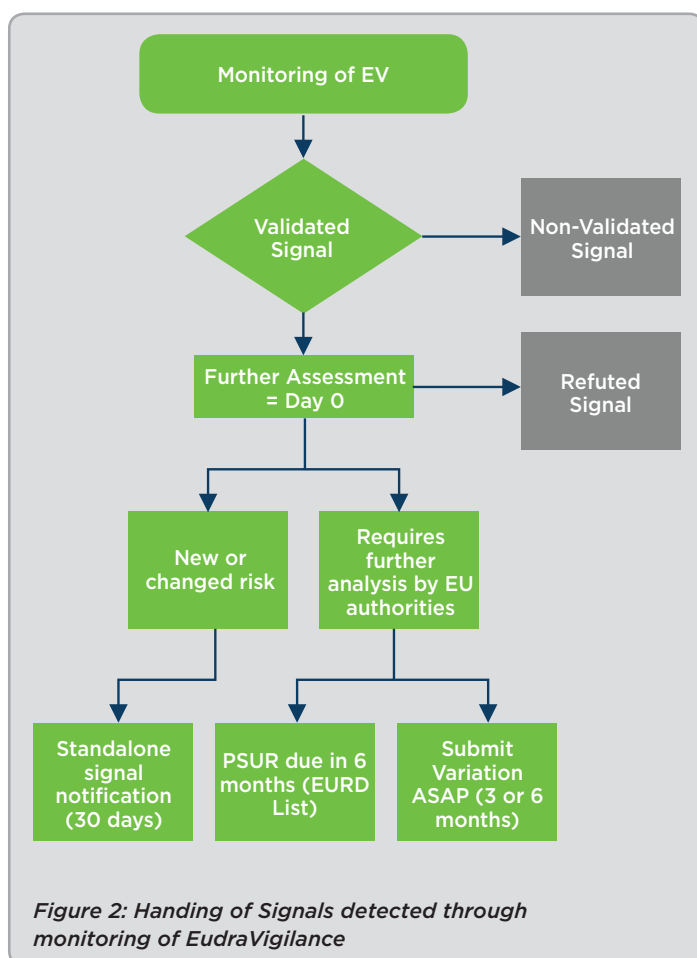 Monitoring of EV
Validated
Signal
Non-Validated
Signal
Further Assessment
= Day 0
Refuted
Signal
New or
changed risk
Requires
further
analysis by EU
authorities
Standalone
signal
notification
(30 days)
PSUR due in 6
months (EURD
List)
Submit
Variation
ASAP (3 or 6
months)
Figure 2: Handing of Signals detected through
monitoring of EudraVigilance